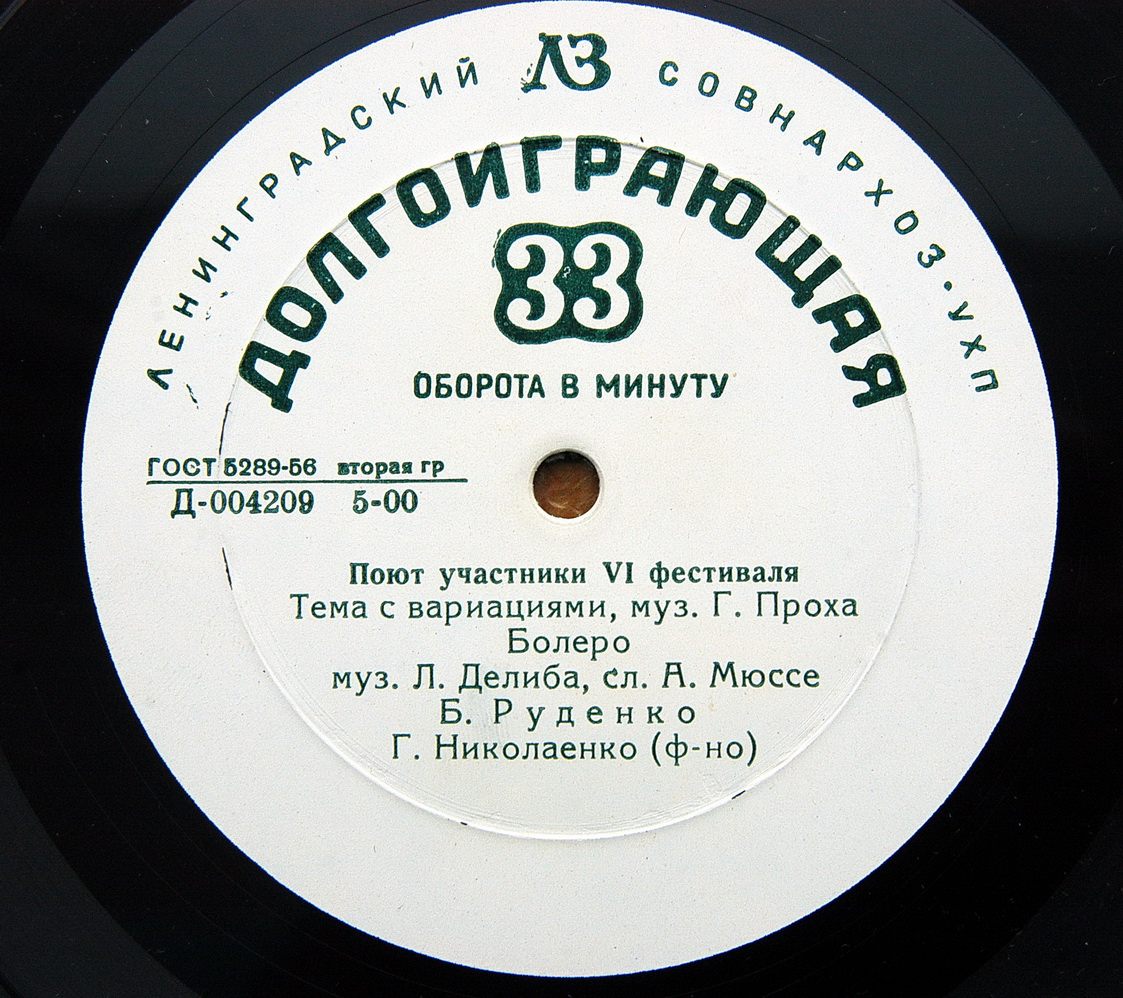 ЛЕНИНГРАДСКИЙ ЛЗ СОВНАРХОЗ · УХП
ДОЛГОИГРАЮЩАЯ
33
ОБОРОТА В МИНУТУ
ГОСТ 5289-56 вторая гр
Д-004209 5-00
Поют участники VI фестиваля
Тема с вариациями, муз. Г. Проха
Болеро
муз. Л. Делиба, сл. А. Мюссе
Б. Руденко
Г. Николаенко (ф-но)